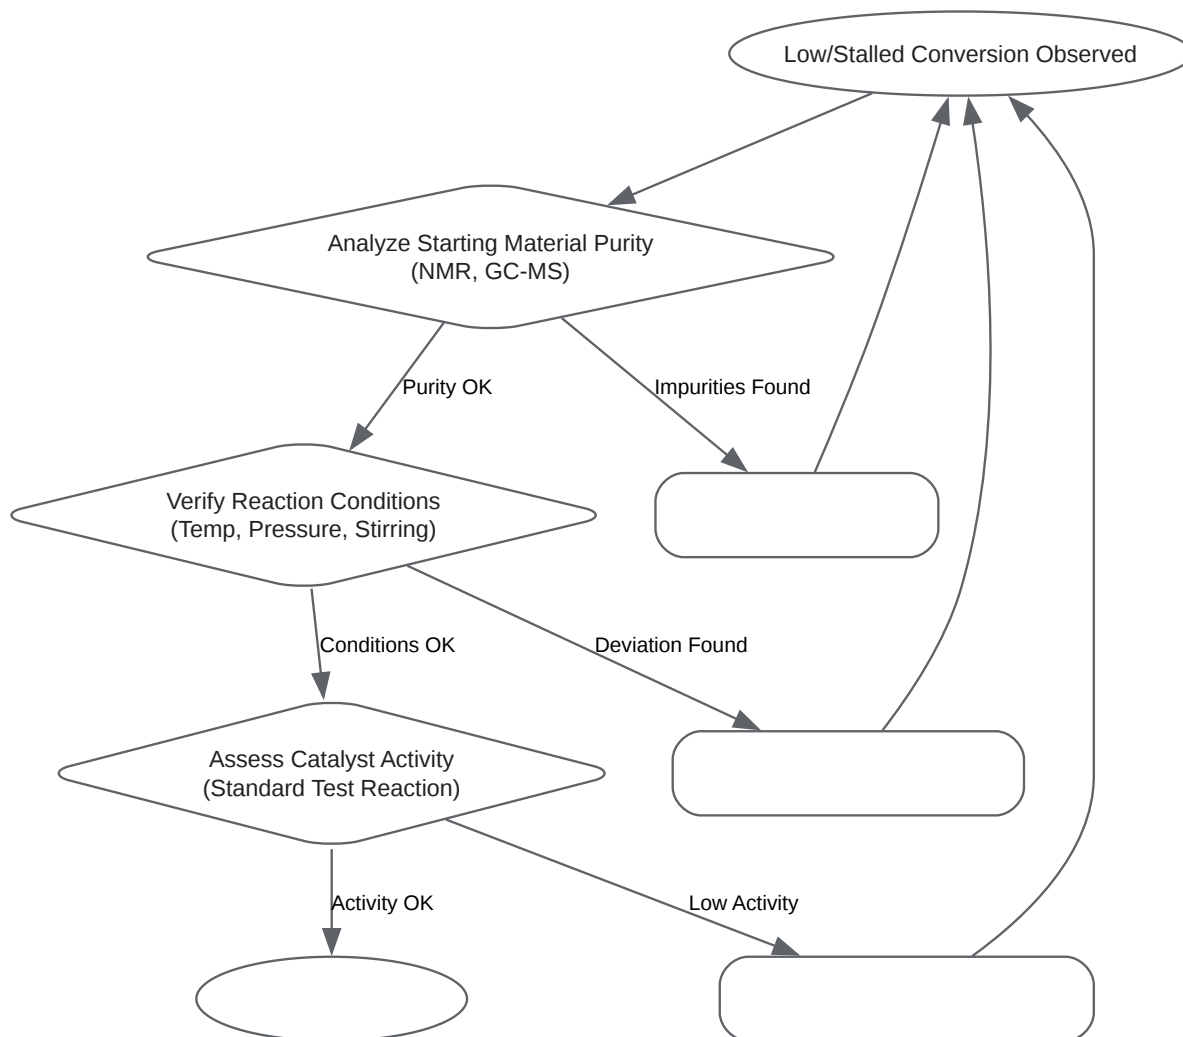 Low/Stalled Conversion Observed
Analyze Starting Material Purity
(NMR, GC-MS)
Purity OK
Impurities Found
Verify Reaction Conditions
(Temp, Pressure, Stirring)
Conditions OK
Deviation Found
Assess Catalyst Activity
(Standard Test Reaction)
Activity OK
Low Activity